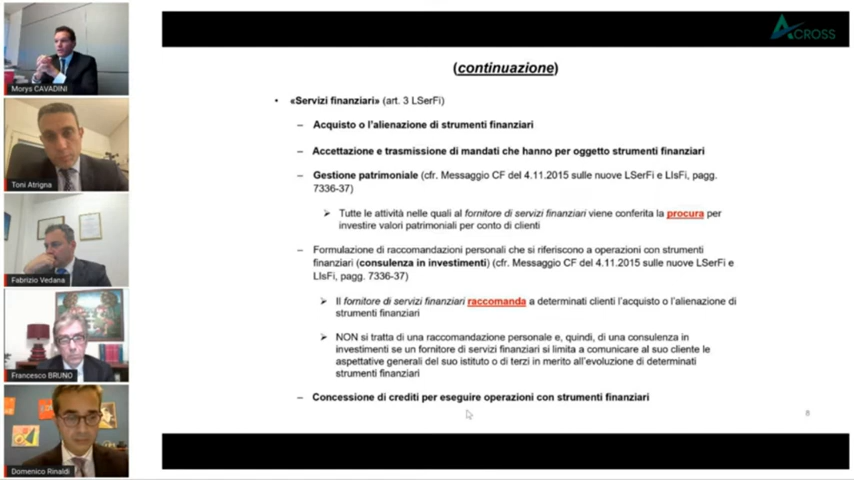 ACROSS
(continuazione)
• «Servizi finanziari» (art. 3 LSerFi)
– Acquisto o l'alienazione di strumenti finanziari
– Accettazione e trasmissione di mandati che hanno per oggetto strumenti finanziari
– Gestione patrimoniale (cfr. Messaggio CF del 4.11.2015 sulle nuove LSerFi e LIsFi, pagg.
7336-37)
➢ Tutte le attività nelle quali al fornitore di servizi finanziari viene conferita la procura per
investire valori patrimoniali per conto di clienti
– Formulazione di raccomandazioni personali che si riferiscono a operazioni con strumenti
finanziari (consulenza in investimenti) (cfr. Messaggio CF del 4.11.2015 sulle nuove LSerFi e
LIsFi, pagg. 7336-37)
➢ Il fornitore di servizi finanziari raccomanda a determinati clienti l'acquisto o l'alienazione di
strumenti finanziari
➢ NON si tratta di una raccomandazione personale e, quindi, di una consulenza in
investimenti se un fornitore di servizi finanziari si limita a comunicare al suo cliente le
aspettative generali del suo istituto o di terzi in merito all'evoluzione di determinati
strumenti finanziari
– Concessione di crediti per eseguire operazioni con strumenti finanziari
8
Morys CAVADINI
Toni Atrigna
Fabrizio Vedana
Francesco BRUNO
Domenico Rinaldi